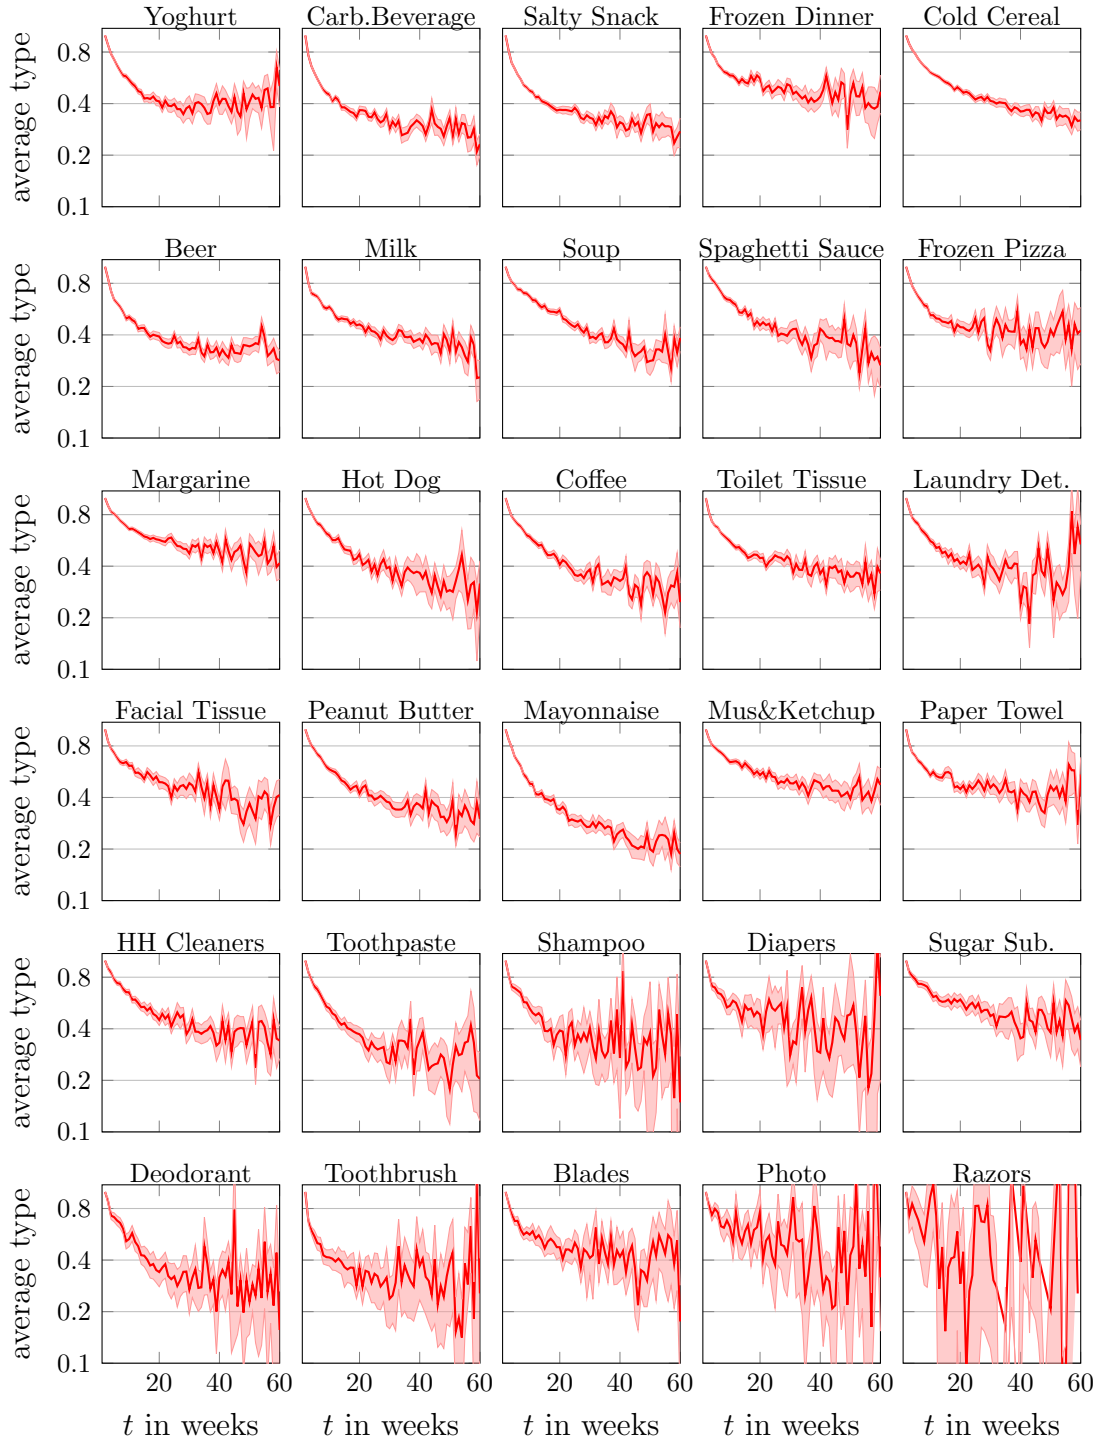 Yoghurt Carb.Beverage Salty Snack Frozen Dinner Cold Cereal
average type
0.8
0.4
0.2
0.1
Beer Milk Soup Spaghetti Sauce Frozen Pizza
average type
0.8
0.4
0.2
0.1
Margarine Hot Dog Coffee Toilet Tissue Laundry Det.
average type
0.8
0.4
0.2
0.1
Facial Tissue Peanut Butter Mayonnaise Mus&Ketchup Paper Towel
average type
0.8
0.4
0.2
0.1
HH Cleaners Toothpaste Shampoo Diapers Sugar Sub.
average type
0.8
0.4
0.2
0.1
Deodorant Toothbrush Blades Photo Razors
average type
0.8
0.4
0.2
0.1
20 40 60 20 40 60 20 40 60 20 40 60 20 40 60
t in weeks t in weeks t in weeks t in weeks t in weeks